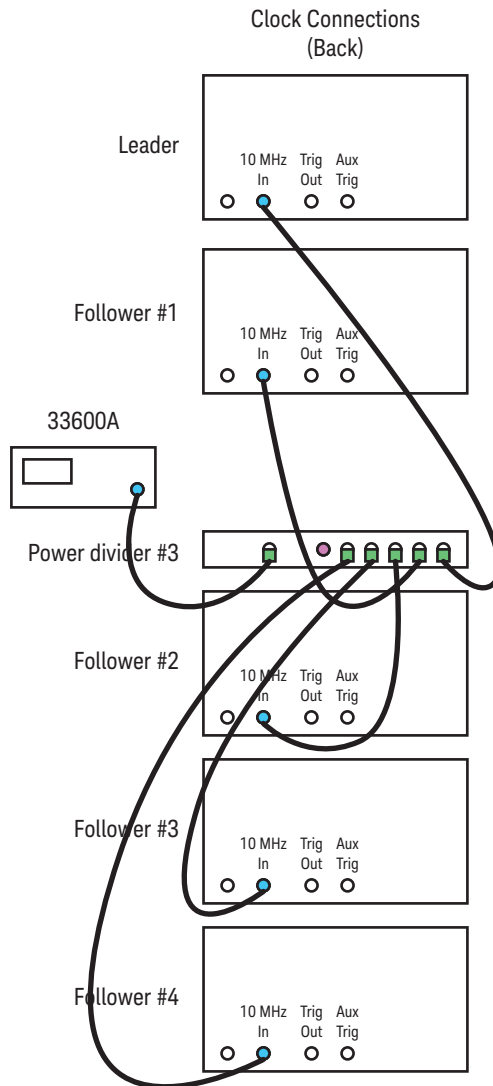 Clock Connections
(Back)
Leader
10 MHz Trig Aux
In Out Trig
Follower #1
10 MHz Trig Aux
In Out Trig
33600A
Power divider #3
Follower #2
10 MHz Trig Aux
In Out Trig
Follower #3
10 MHz Trig Aux
In Out Trig
Follower #4
10 MHz Trig Aux
In Out Trig